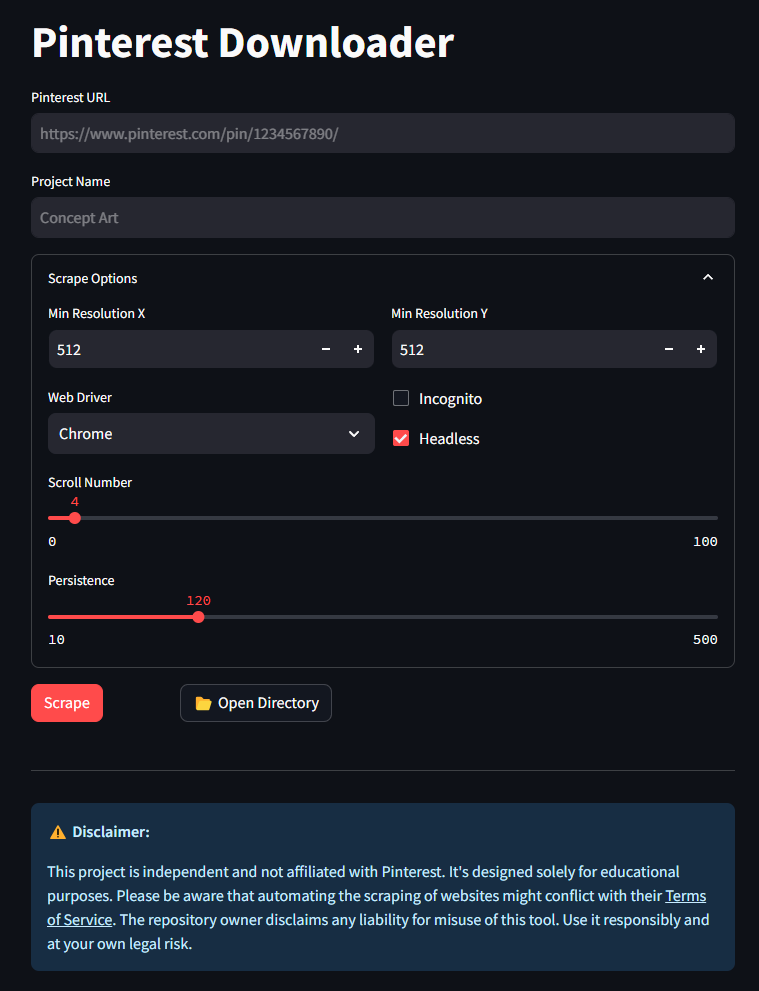 Pinterest Downloader
Pinterest URL
https://www.pinterest.com/pin/1234567890/
Project Name
Concept Art
Scrape Options
Min Resolution X
Min Resolution Y
512 − +
512 − +
Web Driver
Incognito
Chrome
Headless
Scroll Number
4
0
100
Persistence
120
10
500
Scrape
Open Directory
Disclaimer:
This project is independent and not affiliated with Pinterest. It's designed solely for educational
purposes. Please be aware that automating the scraping of websites might conflict with their Terms
of Service. The repository owner disclaims any liability for misuse of this tool. Use it responsibly and
at your own legal risk.